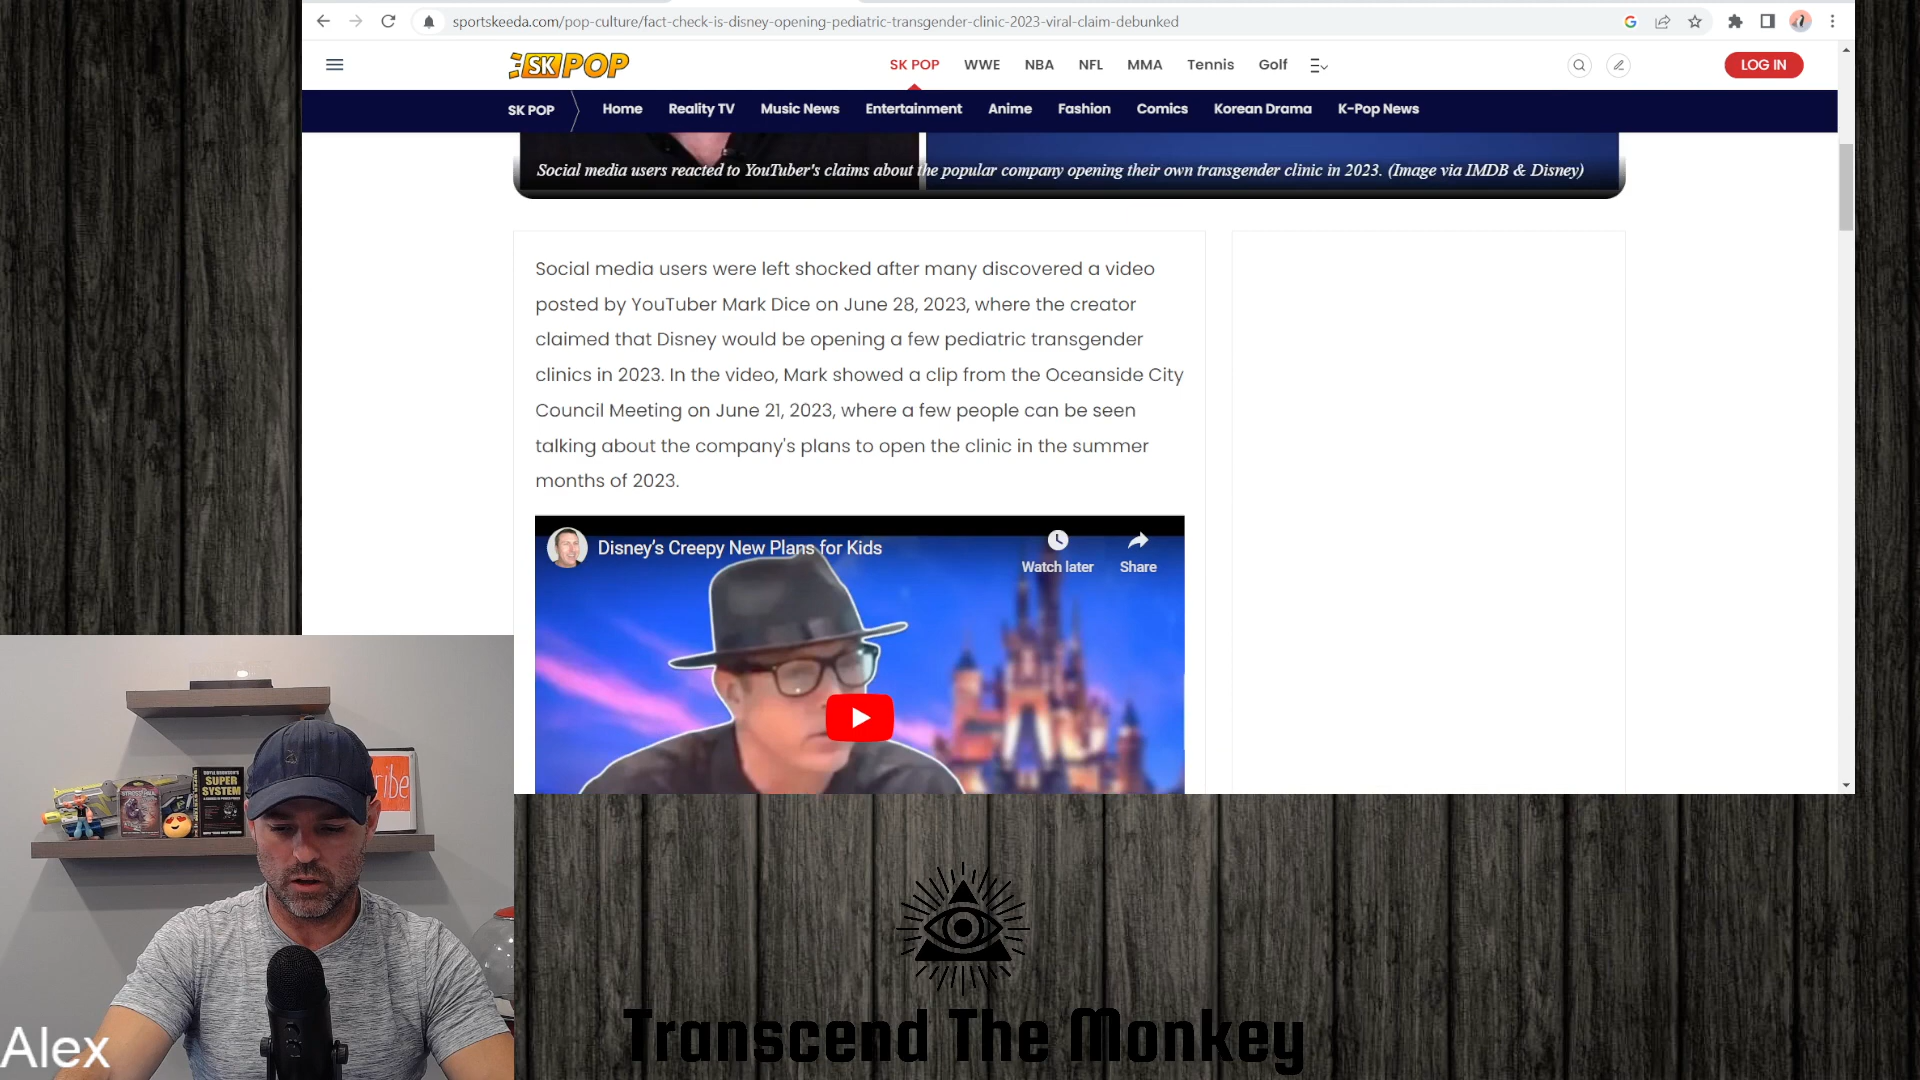 sportskeeda.com/pop-culture/fact-check-is-disney-opening-pediatric-transgender-clinic-2023-viral-claim-debunked
SK POP
SK POP WWE NBA NFL MMA Tennis Golf
LOG IN
SK POP Home Reality TV Music News Entertainment Anime Fashion Comics Korean Drama K-Pop News
Social media users reacted to YouTuber's claims about the popular company opening their own transgender clinic in 2023. (Image via IMDB & Disney)
Social media users were left shocked after many discovered a video
posted by YouTuber Mark Dice on June 28, 2023, where the creator
claimed that Disney would be opening a few pediatric transgender
clinics in 2023. In the video, Mark showed a clip from the Oceanside City
Council Meeting on June 21, 2023, where a few people can be seen
talking about the company's plans to open the clinic in the summer
months of 2023.
Disney's Creepy New Plans for Kids
Watch later
Share
SUPER
SYSTEM
ribe
Alex
Transcend The Monkey